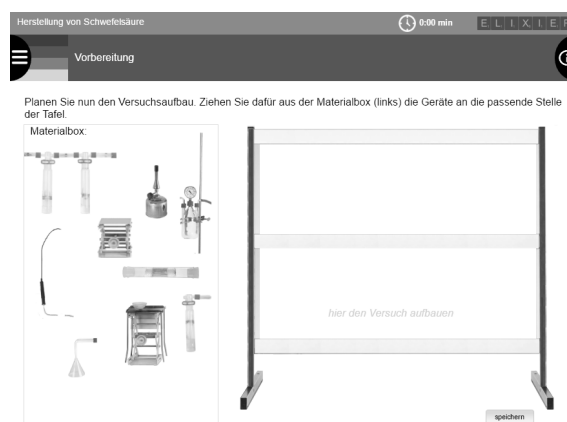 Herstellung von Schwefelsäure
0:00 min
E. L. I. X. I. E. R
Vorbereitung
Planen Sie nun den Versuchsaufbau. Ziehen Sie dafür aus der Materialbox (links) die Geräte an die passende Stelle
der Tafel.
Materialbox:
hier den Versuch aufbauen
speichern